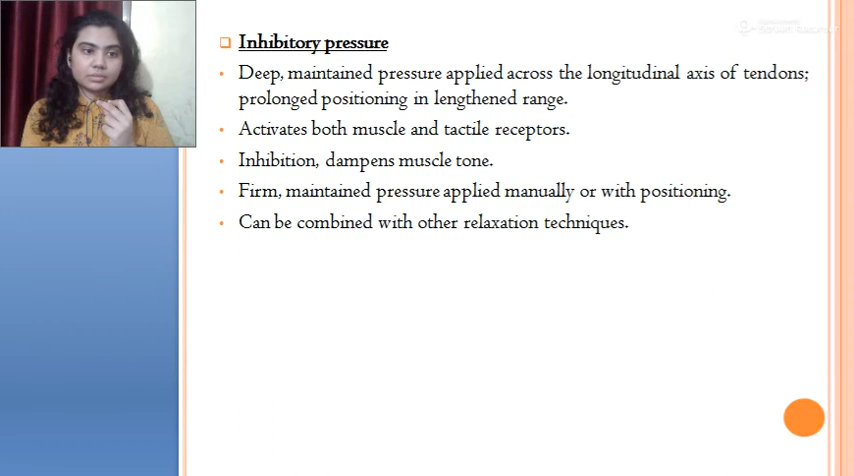 Inhibitory pressure
Deep, maintained pressure applied across the longitudinal axis of tendons;
prolonged positioning in lengthened range.
Activates both muscle and tactile receptors.
Inhibition, dampens muscle tone.
Firm, maintained pressure applied manually or with positioning.
Can be combined with other relaxation techniques.